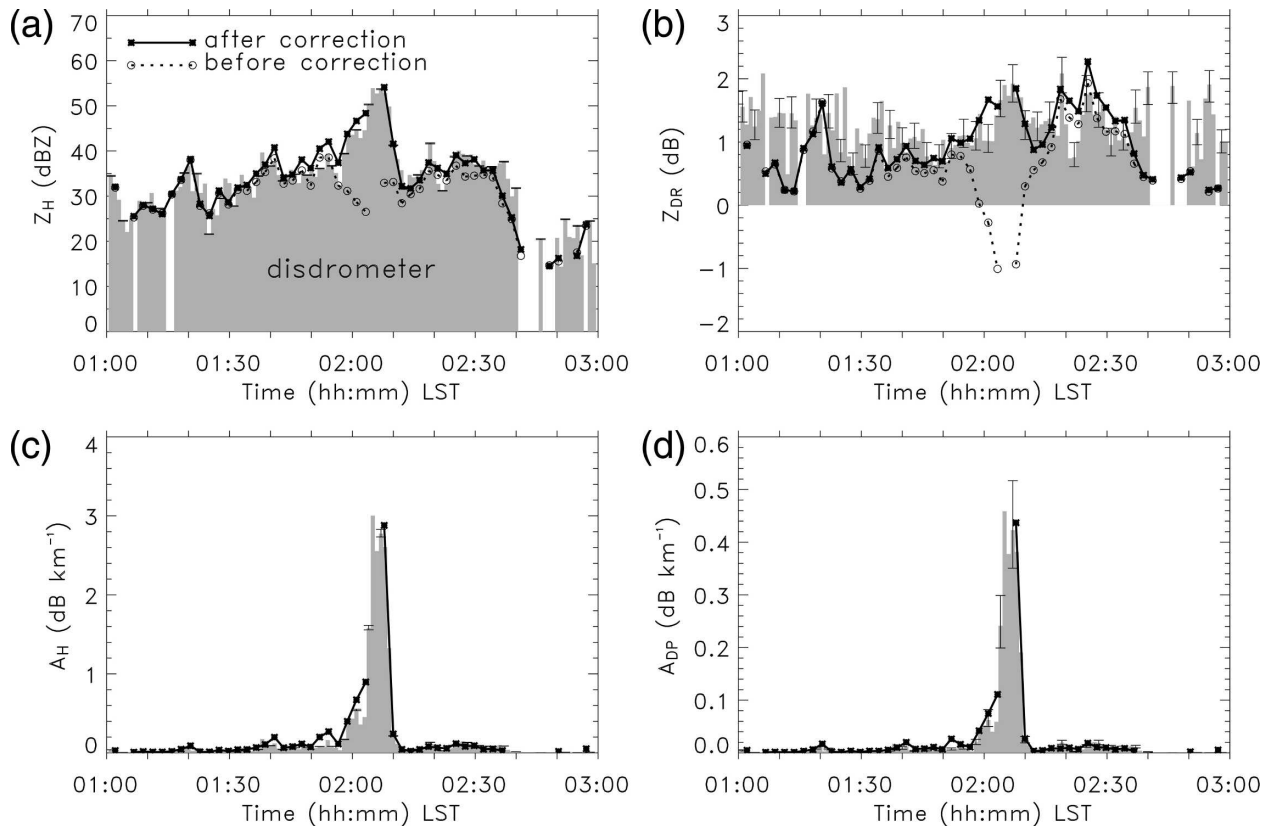 (a)
70
60
50
40
30
20
10
0
Z_H (dBZ)
after correction
before correction
disdrometer
01:00 01:30 02:00 02:30 03:00
Time (hh:mm) LST
(b)
3
2
1
0
−1
−2
Z_DR (dB)
01:00 01:30 02:00 02:30 03:00
Time (hh:mm) LST
(c)
4
3
2
1
0
A_H (dB km⁻¹)
01:00 01:30 02:00 02:30 03:00
Time (hh:mm) LST
(d)
0.6
0.5
0.4
0.3
0.2
0.1
0.0
A_DP (dB km⁻¹)
01:00 01:30 02:00 02:30 03:00
Time (hh:mm) LST